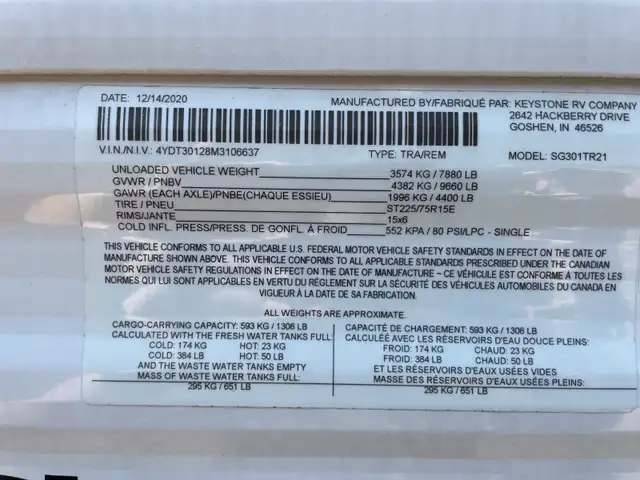 DATE: 12/14/2020
MANUFACTURED BY/FABRIQUÉ PAR: KEYSTONE RV COMPANY
2642 HACKBERRY DRIVE
GOSHEN, IN 46526
V.I.N./N.I.V.: 4YDT30128M3106637 TYPE: TRA/REM MODEL: SG301TR21
UNLOADED VEHICLE WEIGHT 3574 KG / 7880 LB
GVWR / PNBV 4382 KG / 9660 LB
GAWR (EACH AXLE)/PNBE(CHAQUE ESSIEU) 1996 KG / 4400 LB
TIRE / PNEU ST225/75R15E
RIMS/JANTE 15x6
COLD INFL. PRESS/PRESS. DE GONFL. À FROID 552 KPA / 80 PSI/LPC - SINGLE
THIS VEHICLE CONFORMS TO ALL APPLICABLE U.S. FEDERAL MOTOR VEHICLE SAFETY STANDARDS IN EFFECT ON THE DATE OF
MANUFACTURE SHOWN ABOVE. THIS VEHICLE CONFORMS TO ALL APPLICABLE STANDARDS PRESCRIBED UNDER THE CANADIAN
MOTOR VEHICLE SAFETY REGULATIONS IN EFFECT ON THE DATE OF MANUFACTURE ~ CE VÉHICULE EST CONFORME À TOUTES LES
NORMES QUI LUI SONT APPLICABLES EN VERTU DU RÈGLEMENT SUR LA SÉCURITÉ DES VÉHICULES AUTOMOBILES DU CANADA EN
VIGUEUR À LA DATE DE SA FABRICATION.
ALL WEIGHTS ARE APPROXIMATE.
CARGO-CARRYING CAPACITY: 593 KG / 1306 LB
CALCULATED WITH THE FRESH WATER TANKS FULL:
COLD: 174 KG HOT: 23 KG
COLD: 384 LB HOT: 50 LB
AND THE WASTE WATER TANKS EMPTY
MASS OF WASTE WATER TANKS FULL:
295 KG / 651 LB
CAPACITÉ DE CHARGEMENT: 593 KG / 1306 LB
CALCULÉE AVEC LES RÉSERVOIRS D'EAU DOUCE PLEINS:
FROID: 174 KG CHAUD: 23 KG
FROID: 384 LB CHAUD: 50 LB
ET LES RÉSERVOIRS D'EAUX USÉES VIDES
MASSE DES RÉSERVOIRS D'EAUX USÉES PLEINS:
295 KG / 651 LB